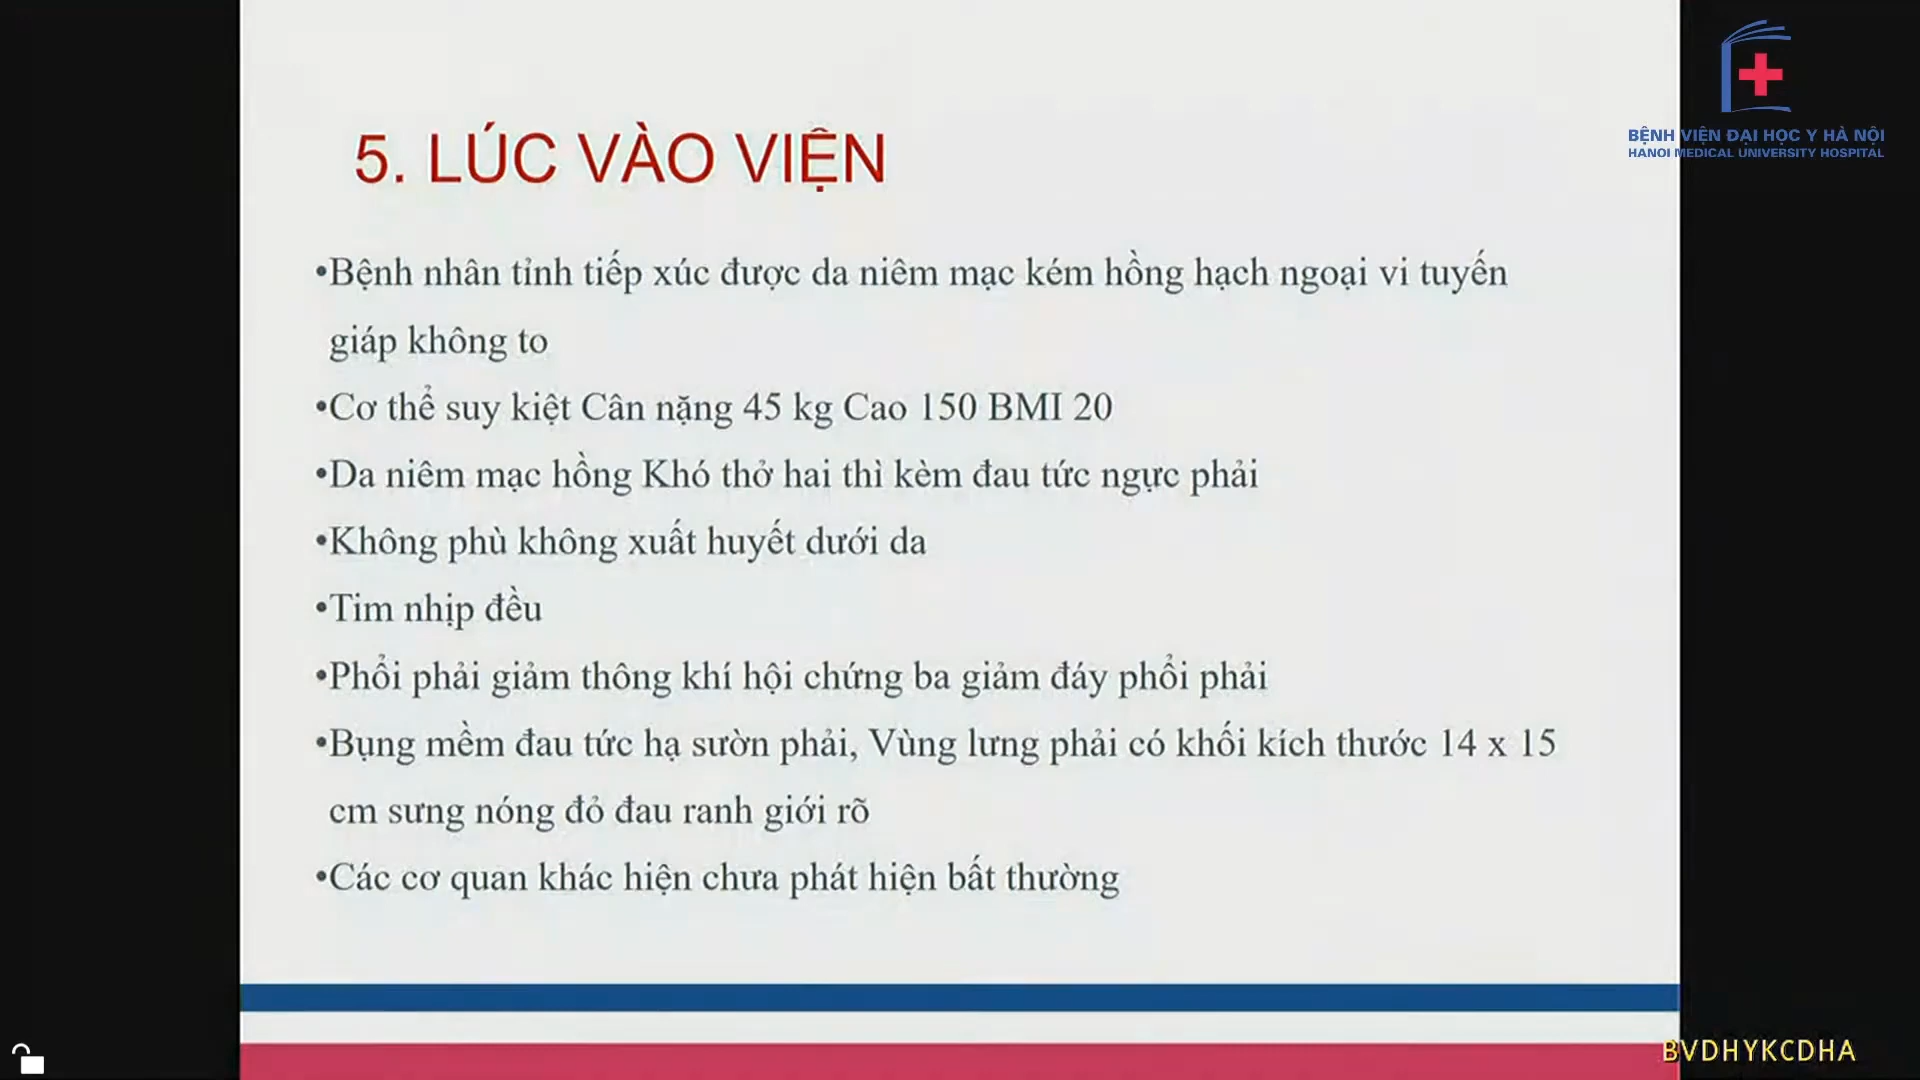 BỆNH VIỆN ĐẠI HỌC Y HÀ NỘI
HANOI MEDICAL UNIVERSITY HOSPITAL
5. LÚC VÀO VIỆN
•Bệnh nhân tỉnh tiếp xúc được da niêm mạc kém hồng hạch ngoại vi tuyến
giáp không to
•Cơ thể suy kiệt Cân nặng 45 kg Cao 150 BMI 20
•Da niêm mạc hồng Khó thở hai thì kèm đau tức ngực phải
•Không phù không xuất huyết dưới da
•Tim nhịp đều
•Phổi phải giảm thông khí hội chứng ba giảm đáy phổi phải
•Bụng mềm đau tức hạ sườn phải, Vùng lưng phải có khối kích thước 14 x 15
cm sưng nóng đỏ đau ranh giới rõ
•Các cơ quan khác hiện chưa phát hiện bất thường
BVDHYKCDHA